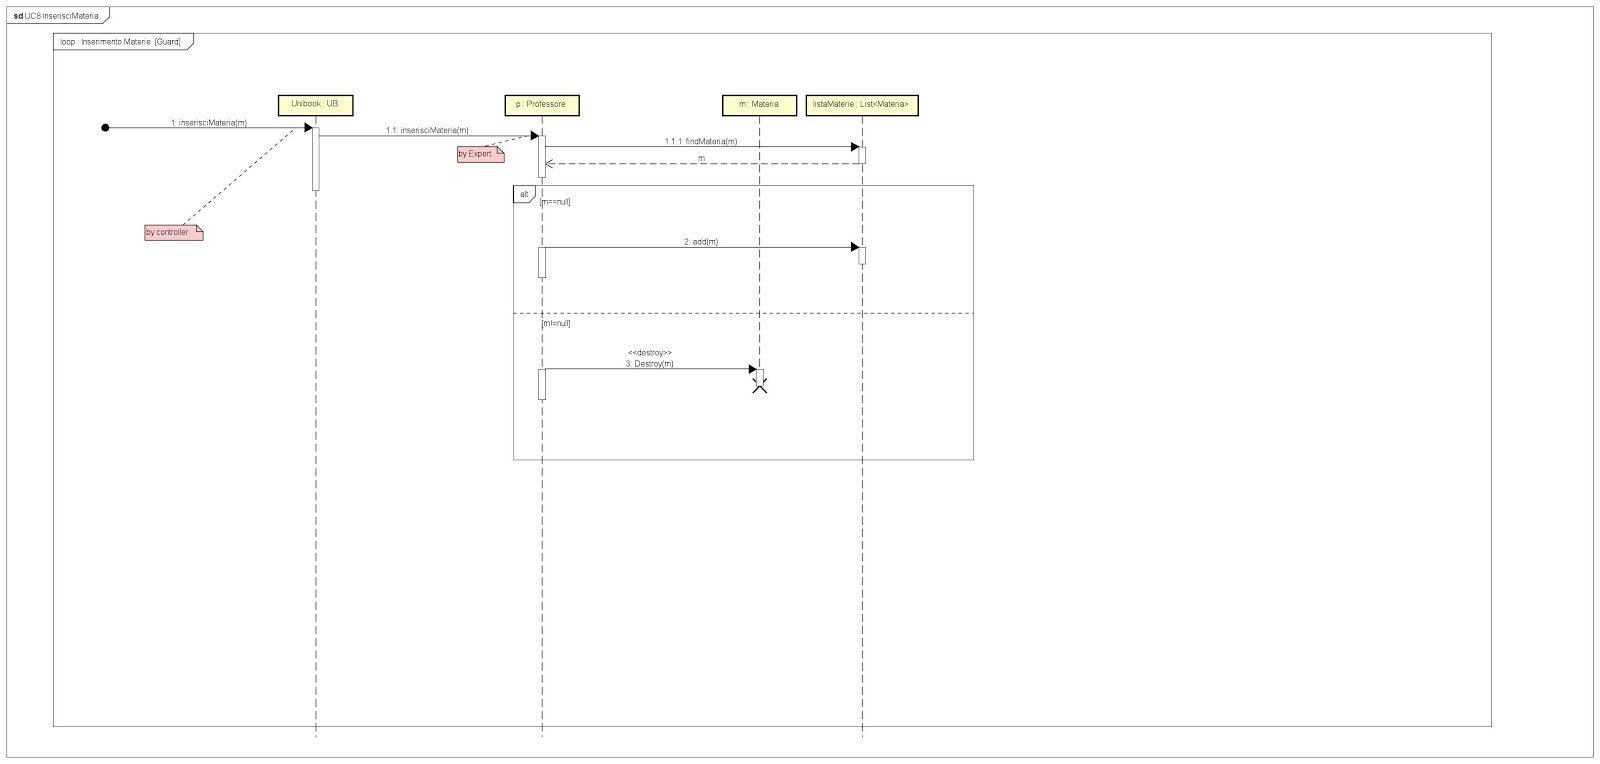 sd UC8 InserisciMateria
loop : Inserimento Materie [Guard]
Unibook : UB
p : Professore
m : Materia
listaMaterie : List<Materia>
1: inserisciMateria(m)
1.1: inserisciMateria(m)
1.1.1: findMateria(m)
by Expert
m
alt
[m==null]
by controller
2: add(m)
[m!=null]
<<destroy>>
3: Destroy(m)